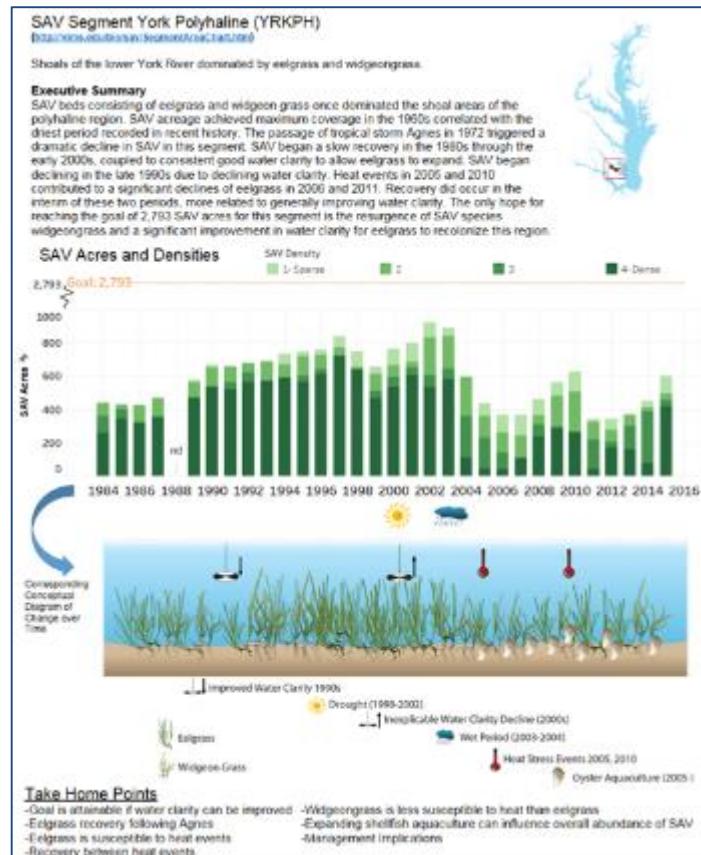 SAV Segment York Polyhaline (YRKPH)
Shoals of the lower York River dominated by eelgrass and widgeongrass.
Executive Summary
SAV beds consisting of eelgrass and widgeon grass once dominated the shoal areas of the
polyhaline region. SAV acreage achieved maximum coverage in the 1960s correlated with the
driest period recorded in recent history. The passage of tropical storm Agnes in 1972 triggered a
dramatic decline in SAV in this segment. SAV began a slow recovery in the 1980s through the
early 2000s, coupled to consistent good water clarity to allow eelgrass to expand. SAV began
declining in the late 1990s due to declining water clarity. Heat events in 2005 and 2010
contributed to a significant declines of eelgrass in 2006 and 2011. Recovery did occur in the
interim of these two periods, more related to generally improving water clarity. The only hope for
reaching the goal of 2,793 SAV acres for this segment is the resurgence of SAV species
widgeongrass and a significant improvement in water clarity for eelgrass to recolonize this region.
SAV Acres and Densities
SAV Density
1- Sparse
2
3
4-Dense
2,793
Goal: 2,793
1000
800
600
400
200
0
SAV Acres
nd
1984 1986 1988 1990 1992 1994 1996 1998 2000 2002 2004 2006 2008 2010 2012 2014 2016
Corresponding
Conceptual
Diagram of
Change over
Time
Improved Water Clarity 1990s
Drought (1998-2002)
Inexplicable Water Clarity Decline (2000s)
Eelgrass
Wet Period (2003-2004)
Widgeon-Grass
Heat Stress Events 2005, 2010
Oyster Aquaculture (2005-)
Take Home Points
-Goal is attainable if water clarity can be improved
-Eelgrass recovery following Agnes
-Eelgrass is susceptible to heat events
-Recovery between heat events
-Widgeongrass is less susceptible to heat than eelgrass
-Expanding shellfish aquaculture can influence overall abundance of SAV
-Management Implications